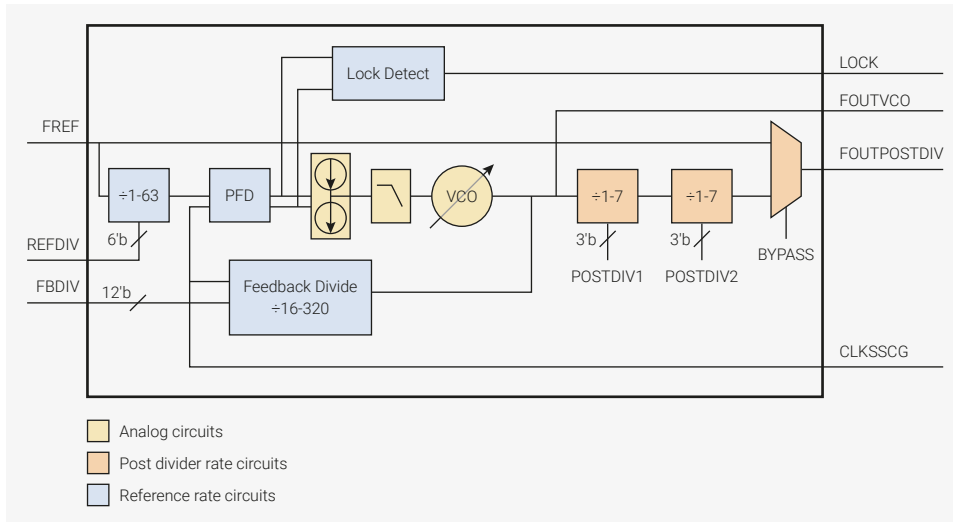 LOCK
Lock Detect
FOUTVCO
FREF
FOUTPOSTDIV
÷1-63
PFD
VCO
÷1-7
÷1-7
6'b
3'b
3'b
REFDIV
BYPASS
POSTDIV1
POSTDIV2
FBDIV
12'b
Feedback Divide
÷16-320
CLKSSCG
Analog circuits
Post divider rate circuits
Reference rate circuits